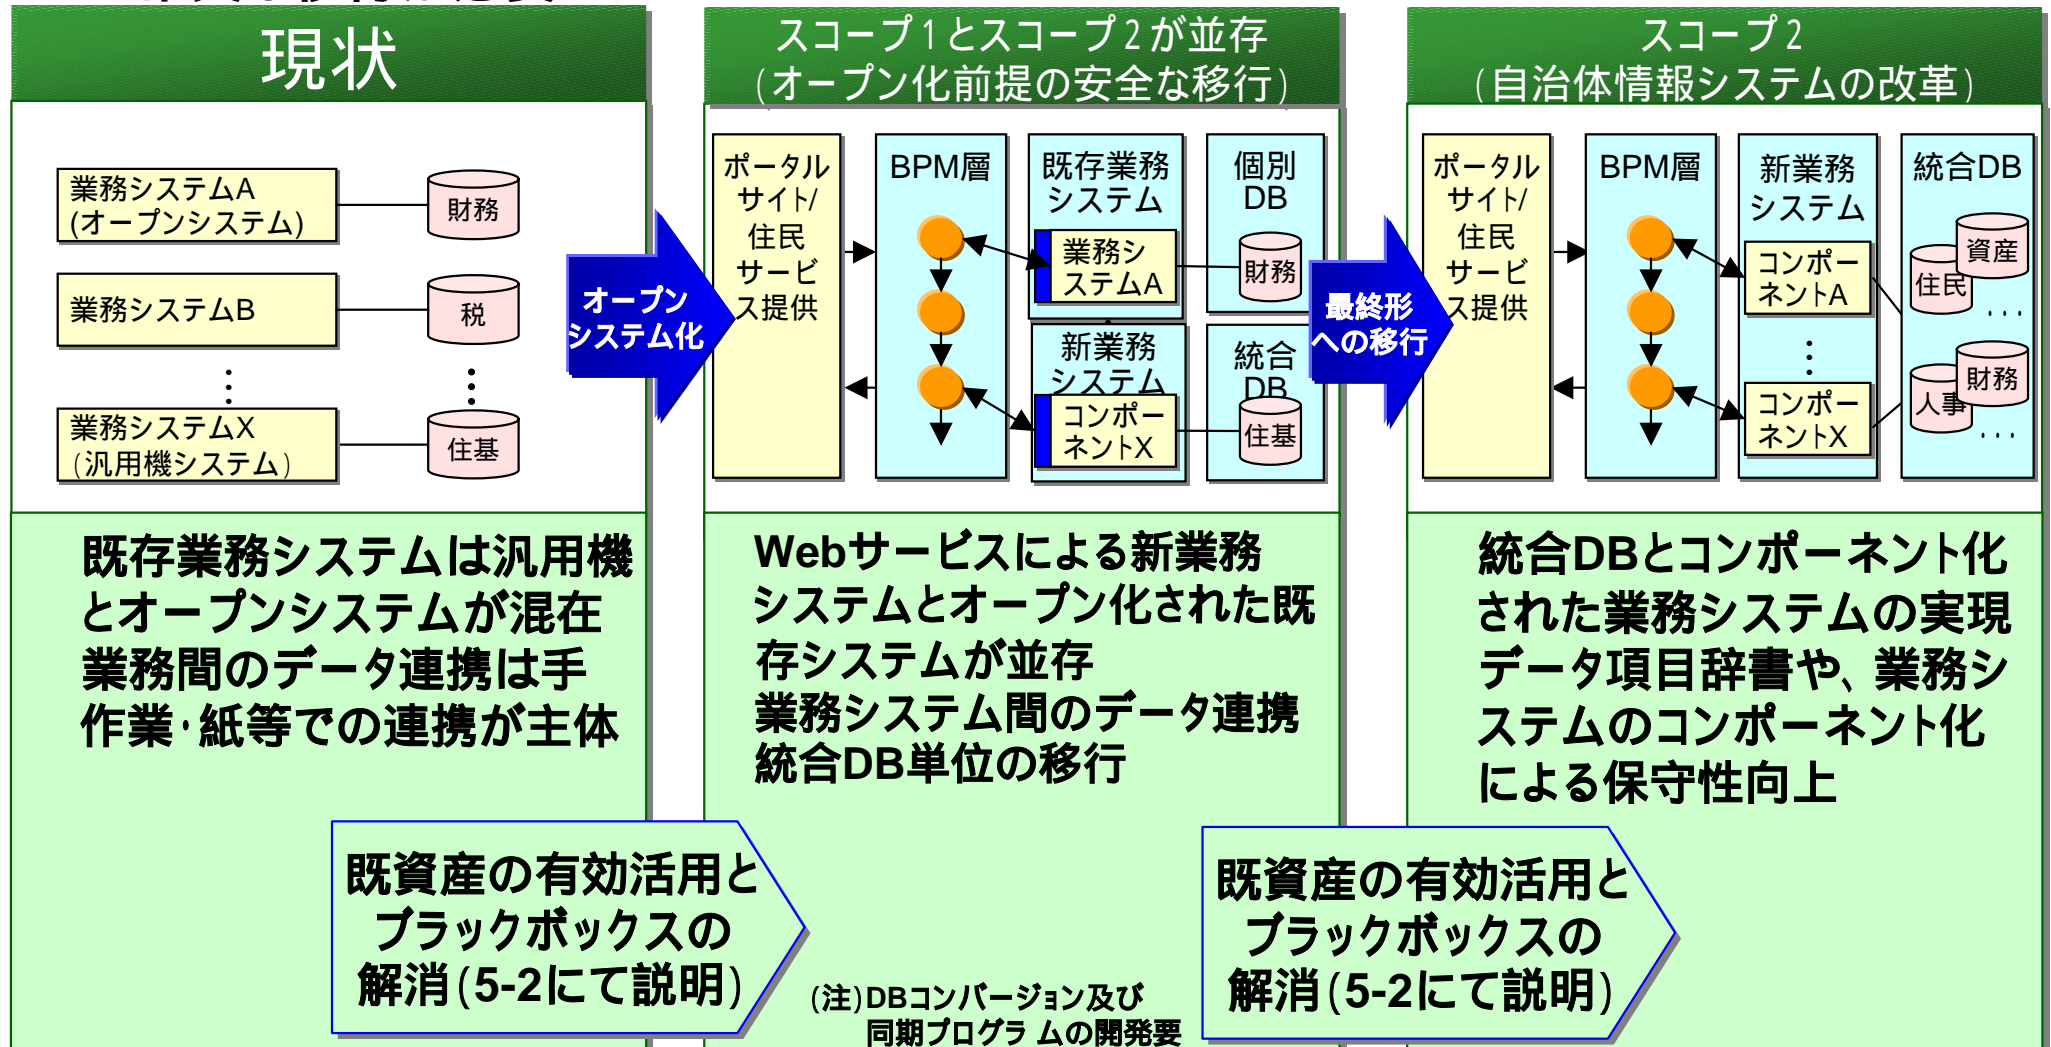 現状
業務システムA
(オープンシステム)
財務
業務システムB
税
業務システムX
(汎用機システム)
住基
既存業務システムは汎用機
とオープンシステムが混在
業務間のデータ連携は手
作業・紙等での連携が主体
オープン
システム化
既資産の有効活用と
ブラックボックスの
解消(5-2にて説明)
スコープ1とスコープ2が並存
(オープン化前提の安全な移行)
ポータル
サイト/
住民
サービ
ス提供
BPM層
既存業務
システム
業務シ
ステムA
個別
DB
財務
新業務
システム
コンポー
ネントX
統合
DB
住基
Webサービスによる新業務
システムとオープン化された既
存システムが並存
業務システム間のデータ連携
統合DB単位の移行
(注)DBコンバージョン及び
同期プログラムの開発要
最終形
への移行
既資産の有効活用と
ブラックボックスの
解消(5-2にて説明)
スコープ2
(自治体情報システムの改革)
ポータル
サイト/
住民
サービ
ス提供
BPM層
新業務
システム
コンポー
ネントA
コンポー
ネントX
統合DB
資産
住民
...
財務
人事
...
統合DBとコンポーネント化
された業務システムの実現
データ項目辞書や、業務シ
ステムのコンポーネント化
による保守性向上